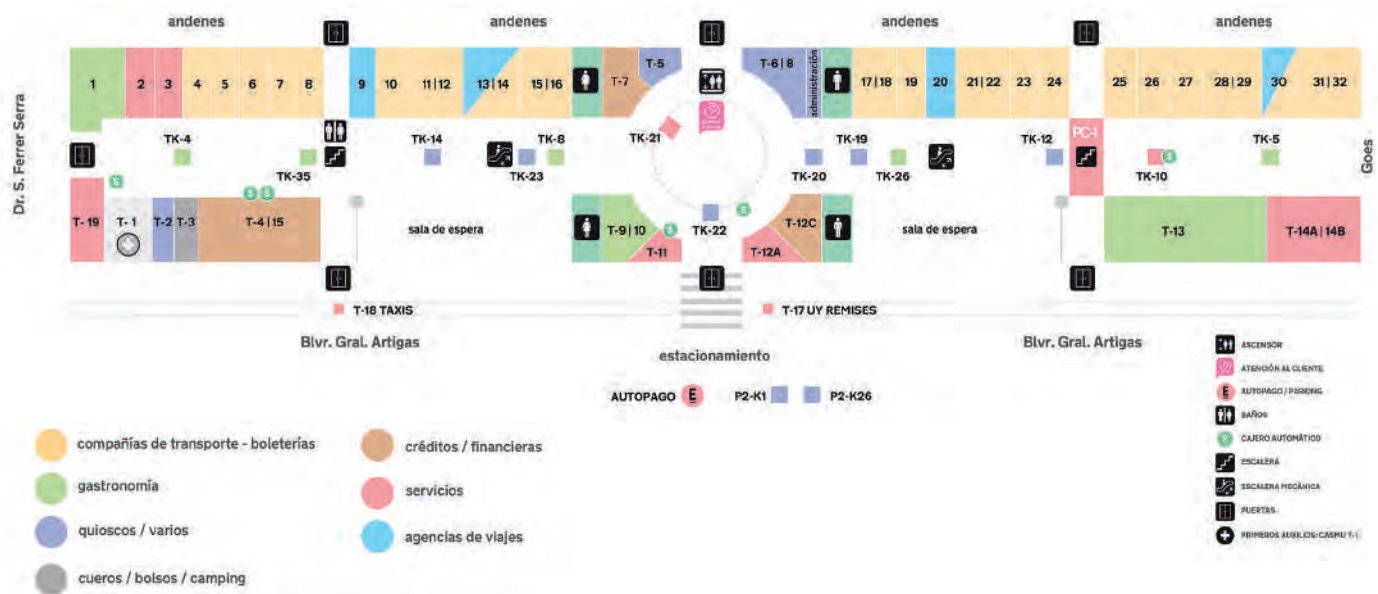 andenes
andenes
andenes
andenes
1
2
3
4
5
6
7
8
9
10
11|12
13|14
15|16
T-7
T-5
T-6|8
administración
17|18
19
20
21|22
23
24
25
26
27
28|29
30
31|32
Dr. S. Ferrer Serra
Goes
TK-4
TK-35
TK-14
TK-23
TK-8
TK-21
TK-20
TK-19
TK-26
TK-12
PC-1
TK-10
TK-5
T-19
T-1
T-2
T-3
T-4|15
sala de espera
T-9|10
T-11
TK-22
T-12A
T-12C
sala de espera
T-13
T-14A|14B
T-18 TAXIS
T-17 UY REMISES
Blvr. Gral. Artigas
Blvr. Gral. Artigas
estacionamiento
AUTOPAGO E
P2-K1
P2-K26
compañías de transporte - boleterías
gastronomía
quioscos / varios
cueros / bolsos / camping
créditos / financieras
servicios
agencias de viajes
ASCENSOR
ATENCIÓN AL CLIENTE
E AUTOPAGO / PARKING
BAÑOS
CAJERO AUTOMÁTICO
ESCALERA
ESCALERA MECÁNICA
PUERTAS
PRIMEROS AUXILIOS: CASMU T-1